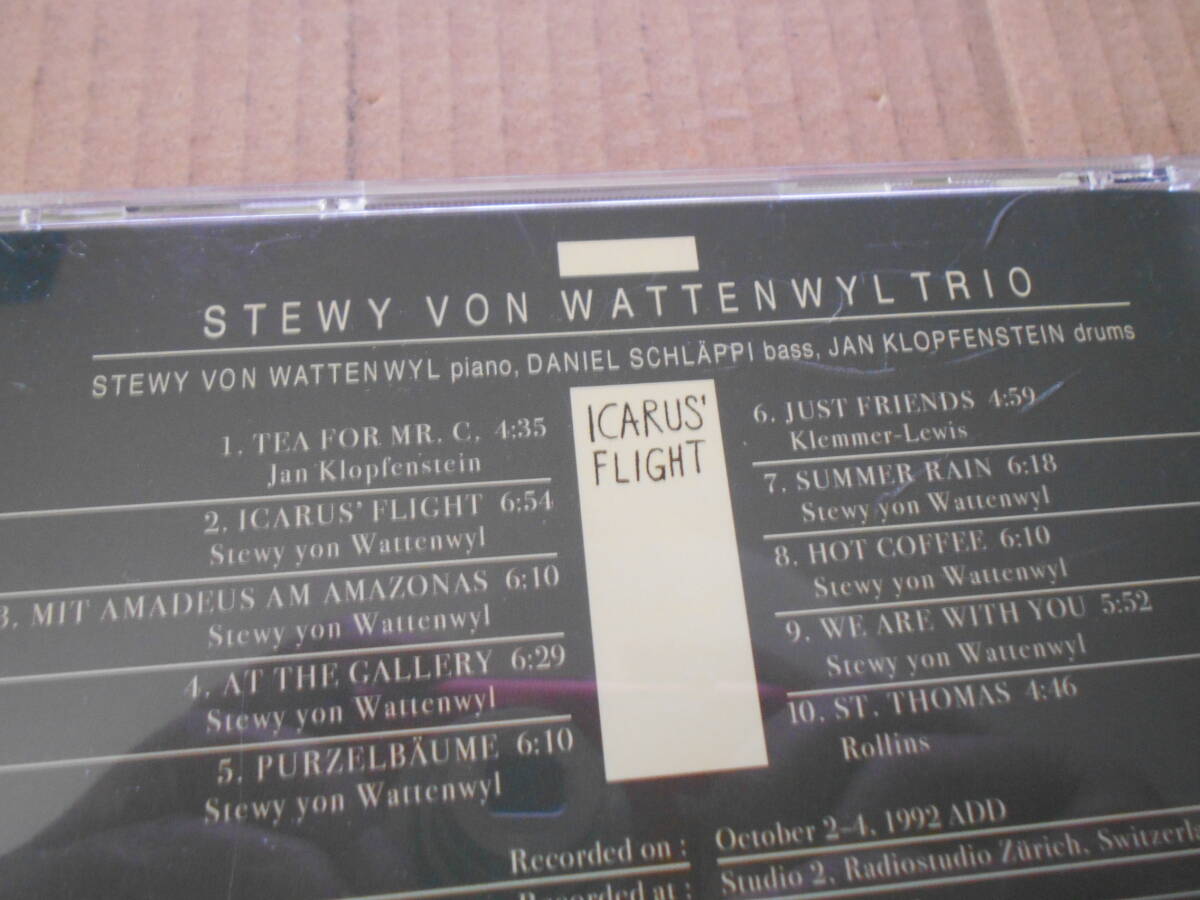 STEWY VON WATTENWYL TRIO
STEWY VON WATTENWYL piano, DANIEL SCHLÄPPI bass, JAN KLOPFENSTEIN drums
1. TEA FOR MR. C. 4:35
Jan Klopfenstein
2. ICARUS' FLIGHT 6:54
Stewy von Wattenwyl
3. MIT AMADEUS AM AMAZONAS 6:10
Stewy von Wattenwyl
4. AT THE GALLERY 6:29
Stewy von Wattenwyl
5. PURZELBÄUME 6:10
Stewy von Wattenwyl
ICARUS'
FLIGHT
6. JUST FRIENDS 4:59
Klemmer-Lewis
7. SUMMER RAIN 6:18
Stewy von Wattenwyl
8. HOT COFFEE 6:10
Stewy von Wattenwyl
9. WE ARE WITH YOU 5:52
Stewy von Wattenwyl
10. ST. THOMAS 4:46
Rollins
Recorded on : October 2-4, 1992 ADD
Recorded at : Studio 2, Radiostudio Zürich, Switzerl